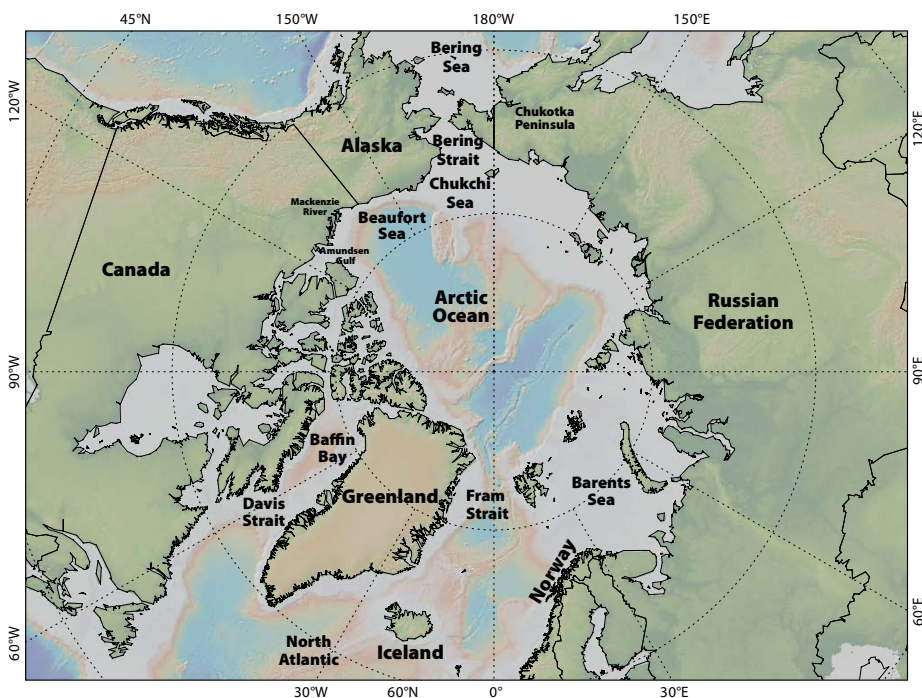 45°N
150°W
180°W
150°E
120°W
120°E
Bering
Sea
Chukotka
Peninsula
Alaska
Bering
Strait
Chukchi
Sea
Mackenzie
River
Beaufort
Sea
Amundsen
Gulf
Canada
Arctic
Ocean
Russian
Federation
90°W
90°E
Baffin
Bay
Greenland
Davis
Strait
Fram
Strait
Barents
Sea
Norway
North
Atlantic
Iceland
60°W
60°E
30°W
60°N
0°
30°E